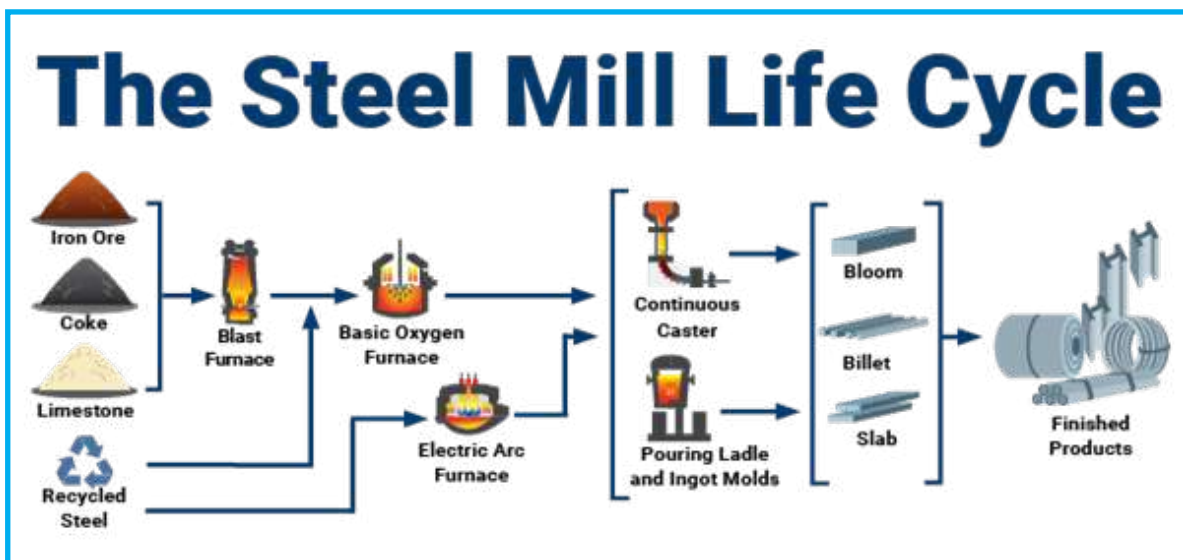 The Steel Mill Life Cycle
Iron Ore
Coke
Limestone
Recycled
Steel
Blast
Furnace
Basic Oxygen
Furnace
Electric Arc
Furnace
Continuous
Caster
Pouring Ladle
and Ingot Molds
Bloom
Billet
Slab
Finished
Products